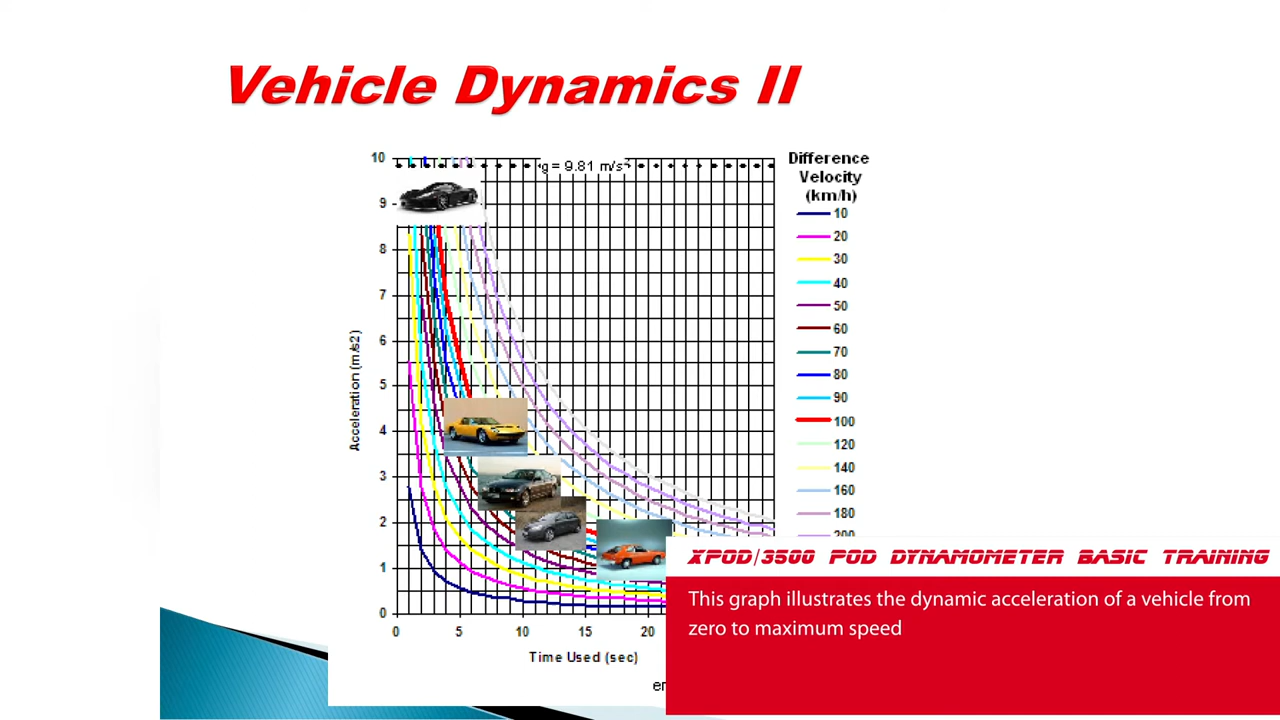 Vehicle Dynamics II
g = 9.81 m/s²
10
9
8
7
6
5
4
3
2
1
0
Acceleration (m/s2)
0 5 10 15 20
Time Used (sec)
Difference
Velocity
(km/h)
10
20
30
40
50
60
70
80
90
100
120
140
160
180
200
XPOD/3500 POD DYNAMOMETER BASIC TRAINING
This graph illustrates the dynamic acceleration of a vehicle from
zero to maximum speed